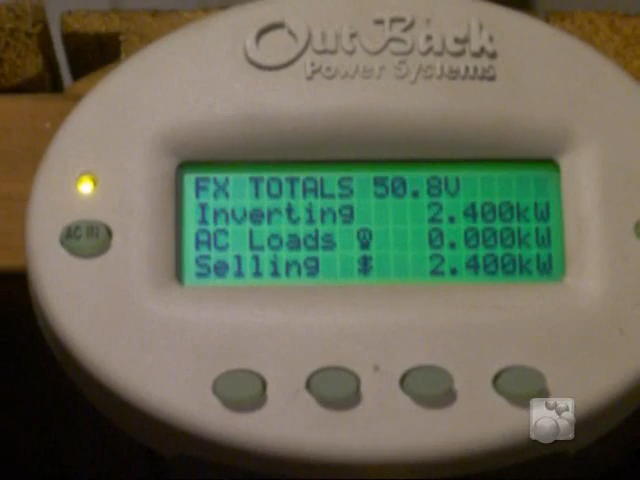 OutBack
Power Systems
FX TOTALS 50.8V
Inverting 2.400kW
AC Loads 0.000kW
Selling $ 2.400kW
AC IN